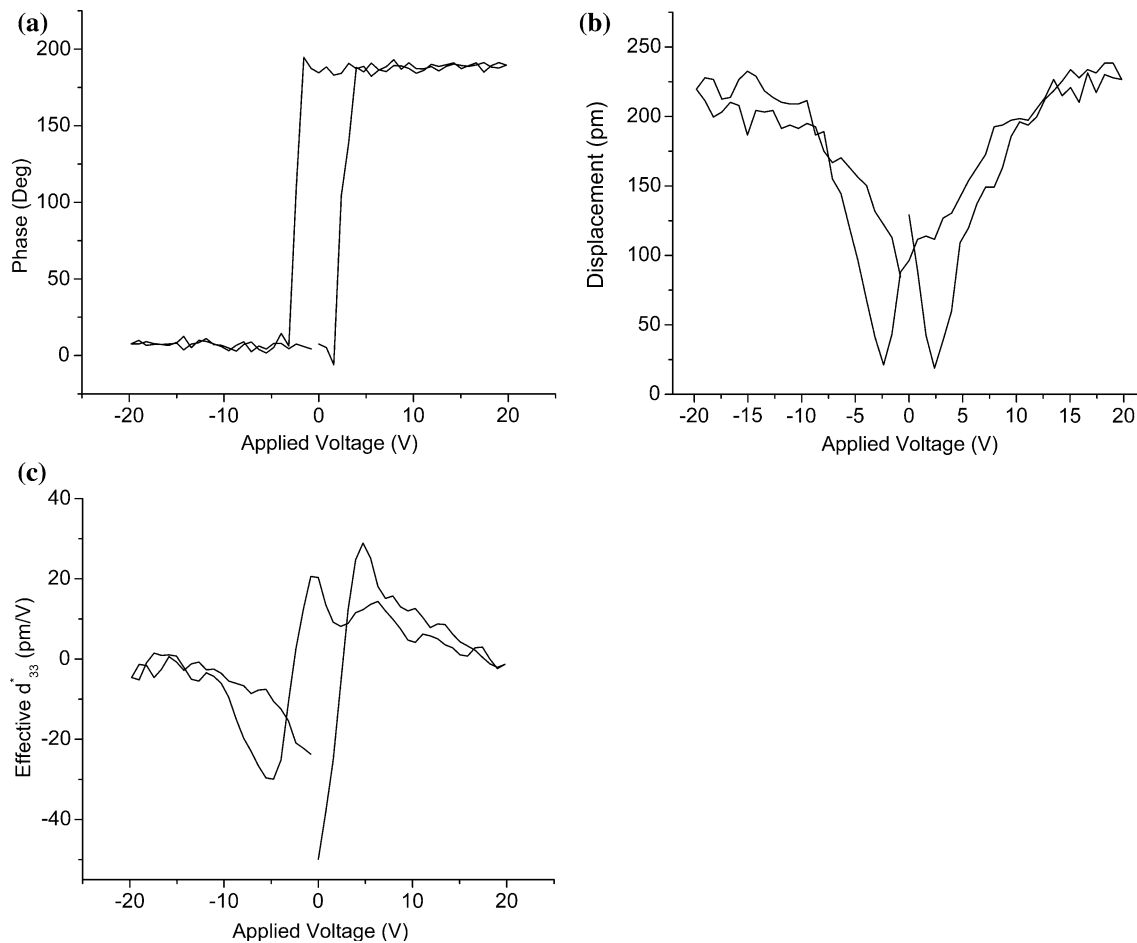 (a)
200
150
100
50
0
Phase (Deg)
-20 -10 0 10 20
Applied Voltage (V)
(b)
250
200
150
100
50
0
Displacement (pm)
-20 -15 -10 -5 0 5 10 15 20
Applied Voltage (V)
(c)
40
20
0
-20
-40
Effective d*33 (pm/V)
-20 -10 0 10 20
Applied Voltage (V)